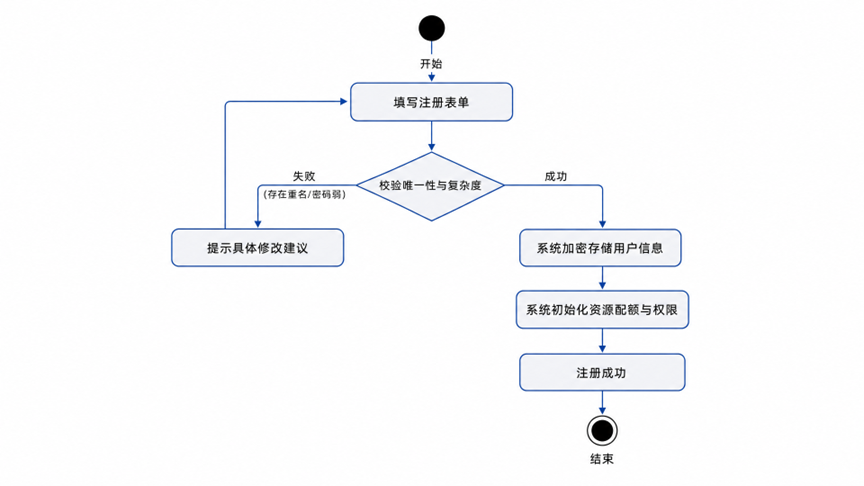 开始
填写注册表单
失败
(存在重名/密码弱)
校验唯一性与复杂度
成功
提示具体修改建议
系统加密存储用户信息
系统初始化资源配额与权限
注册成功
结束